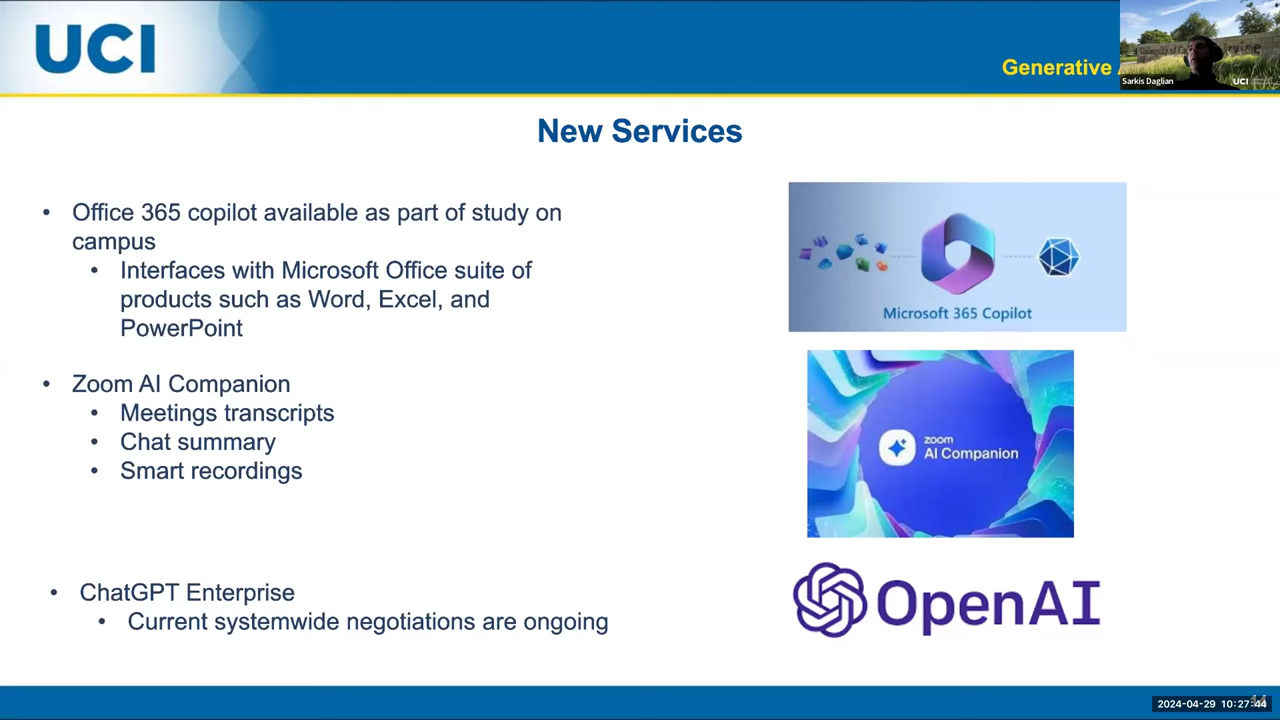 UCI
Generative
Sarkis Daglian
UCI
New Services
• Office 365 copilot available as part of study on
campus
• Interfaces with Microsoft Office suite of
products such as Word, Excel, and
PowerPoint
Microsoft 365 Copilot
• Zoom AI Companion
• Meetings transcripts
• Chat summary
• Smart recordings
zoom
AI Companion
• ChatGPT Enterprise
• Current systemwide negotiations are ongoing
OpenAI
14
2024-04-29 10:27:44